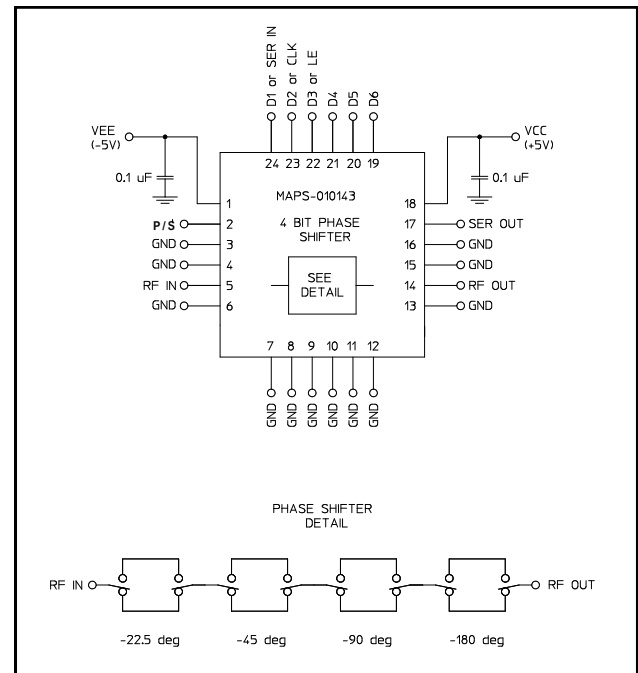 D1 or SER IN
D2 or CLK
D3 or LE
D4
D5
D6
VEE
(-5V)
VCC
(+5V)
0.1 uF
0.1 uF
24 23 22 21 20 19
1
MAPS-010143
18
P/S
2
4 BIT PHASE
SHIFTER
17
SER OUT
GND
3
16
GND
GND
4
15
GND
RF IN
5
SEE
DETAIL
14
RF OUT
GND
6
13
GND
7 8 9 10 11 12
GND
GND
GND
GND
GND
GND
PHASE SHIFTER
DETAIL
RF IN
RF OUT
-22.5 deg
-45 deg
-90 deg
-180 deg